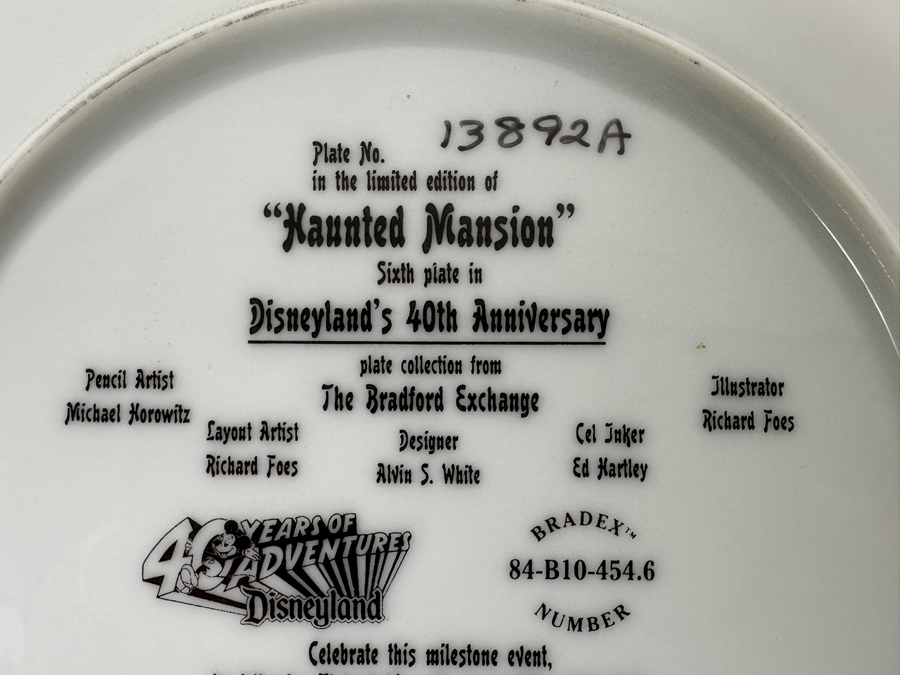 13892A
Plate No.
in the limited edition of
“Haunted Mansion”
Sixth plate in
Disneyland's 40th Anniversary
plate collection from
The Bradford Exchange
Pencil Artist
Michael Horowitz
Layout Artist
Richard Foes
Designer
Alvin S. White
Cel Inker
Ed Hartley
Illustrator
Richard Foes
40 YEARS OF
ADVENTURES
Disneyland
BRADEX™
84-B10-454.6
NUMBER
Celebrate this milestone event,